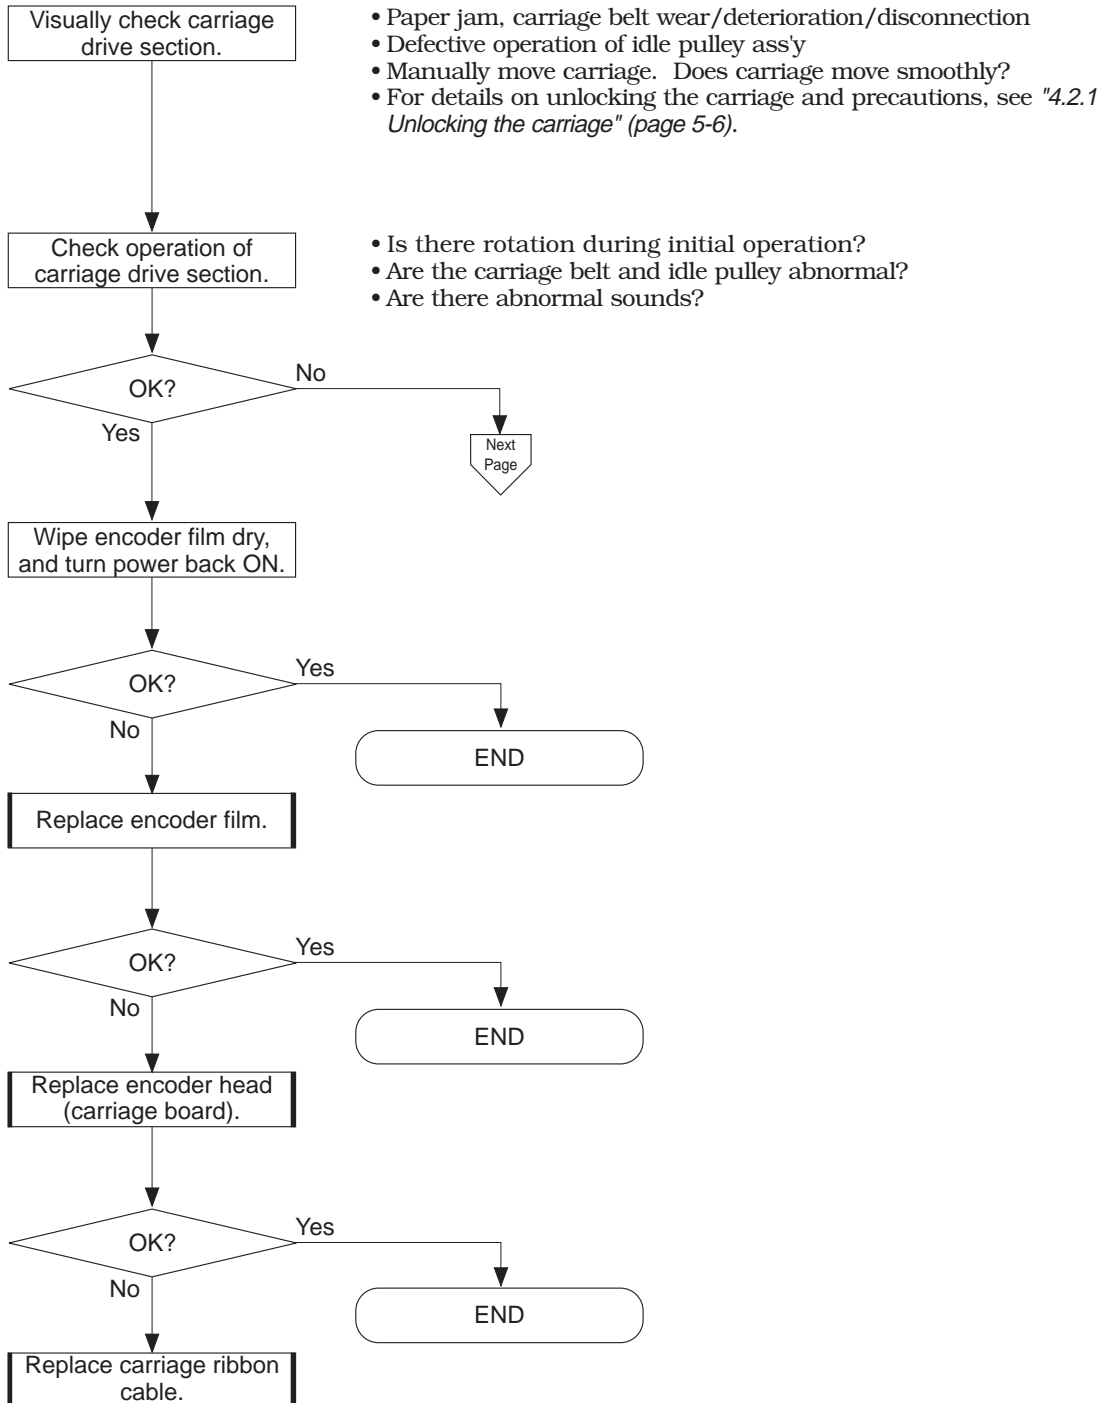 Visually check carriage
drive section.
• Paper jam, carriage belt wear/deterioration/disconnection
• Defective operation of idle pulley ass'y
• Manually move carriage. Does carriage move smoothly?
• For details on unlocking the carriage and precautions, see "4.2.1
Unlocking the carriage" (page 5-6).
Check operation of
carriage drive section.
• Is there rotation during initial operation?
• Are the carriage belt and idle pulley abnormal?
• Are there abnormal sounds?
OK?
No
Yes
Next
Page
Wipe encoder film dry,
and turn power back ON.
OK?
Yes
No
END
Replace encoder film.
OK?
Yes
No
END
Replace encoder head
(carriage board).
OK?
Yes
No
END
Replace carriage ribbon
cable.